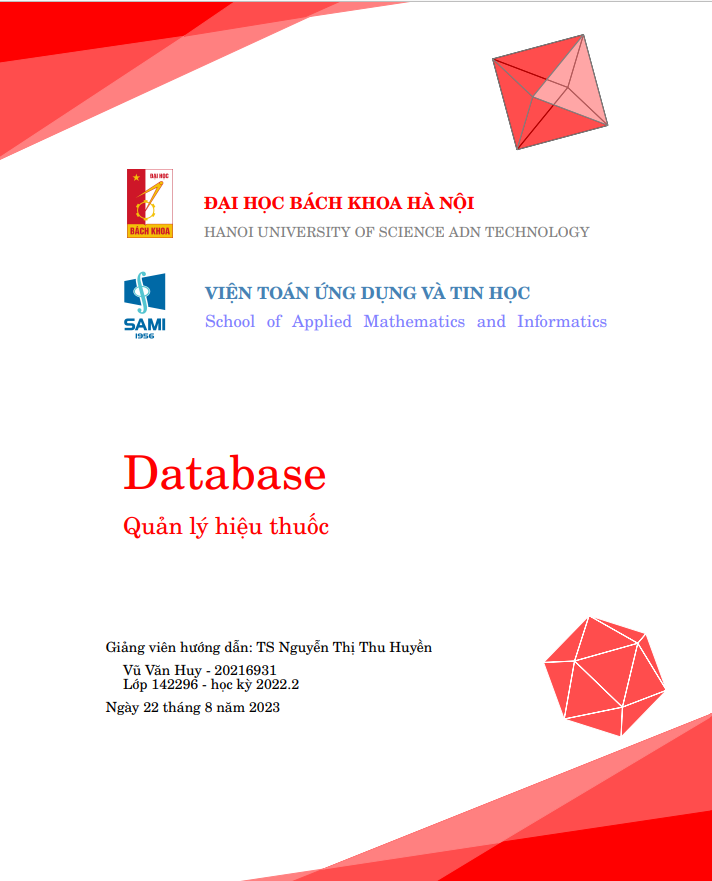 ĐẠI HỌC
BÁCH KHOA
ĐẠI HỌC BÁCH KHOA HÀ NỘI
HANOI UNIVERSITY OF SCIENCE ADN TECHNOLOGY
SAMI
1956
VIỆN TOÁN ỨNG DỤNG VÀ TIN HỌC
School of Applied Mathematics and Informatics
Database
Quản lý hiệu thuốc
Giảng viên hướng dẫn: TS Nguyễn Thị Thu Huyền
Vũ Văn Huy - 20216931
Lớp 142296 - học kỳ 2022.2
Ngày 22 tháng 8 năm 2023